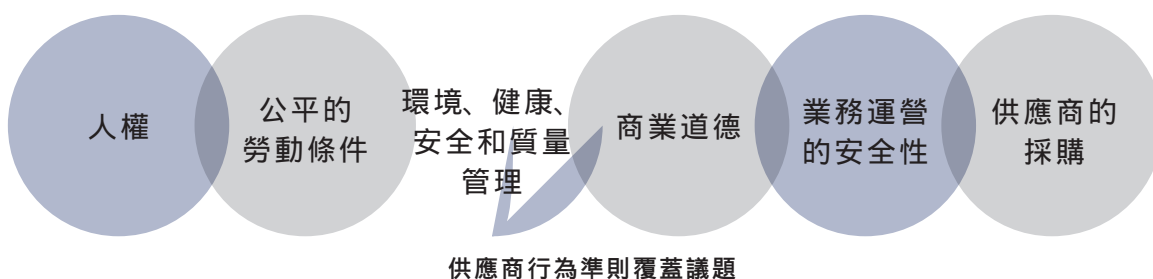 人權
公平的
勞動條件
環境、健康、
安全和質量
管理
商業道德
業務運營
的安全性
供應商的
採購
供應商行為準則覆蓋議題